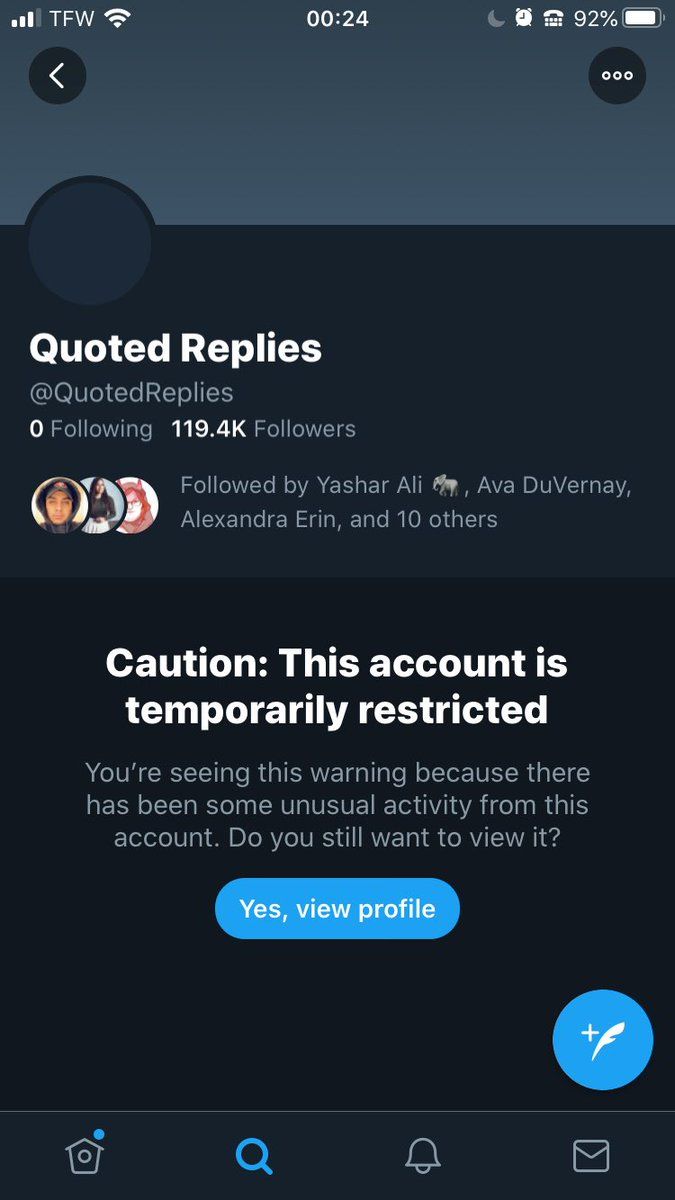 TFW 00:24 92%
Quoted Replies
@QuotedReplies
0 Following 119.4K Followers
Followed by Yashar Ali 🐘, Ava DuVernay,
Alexandra Erin, and 10 others
Caution: This account is
temporarily restricted
You’re seeing this warning because there
has been some unusual activity from this
account. Do you still want to view it?
Yes, view profile